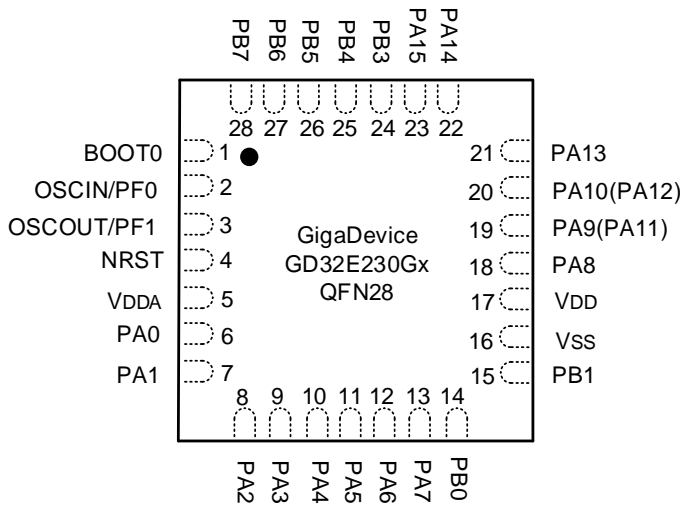 PB7 PB6 PB5 PB4 PB3 PA15 PA14
28 27 26 25 24 23 22
BOOT0 1 21 PA13
OSCIN/PF0 2 20 PA10(PA12)
OSCOUT/PF1 3 19 PA9(PA11)
NRST 4 18 PA8
VDDA 5 17 VDD
PA0 6 16 VSS
PA1 7 15 PB1
GigaDevice
GD32E230Gx
QFN28
8 9 10 11 12 13 14
PA2 PA3 PA4 PA5 PA6 PA7 PB0